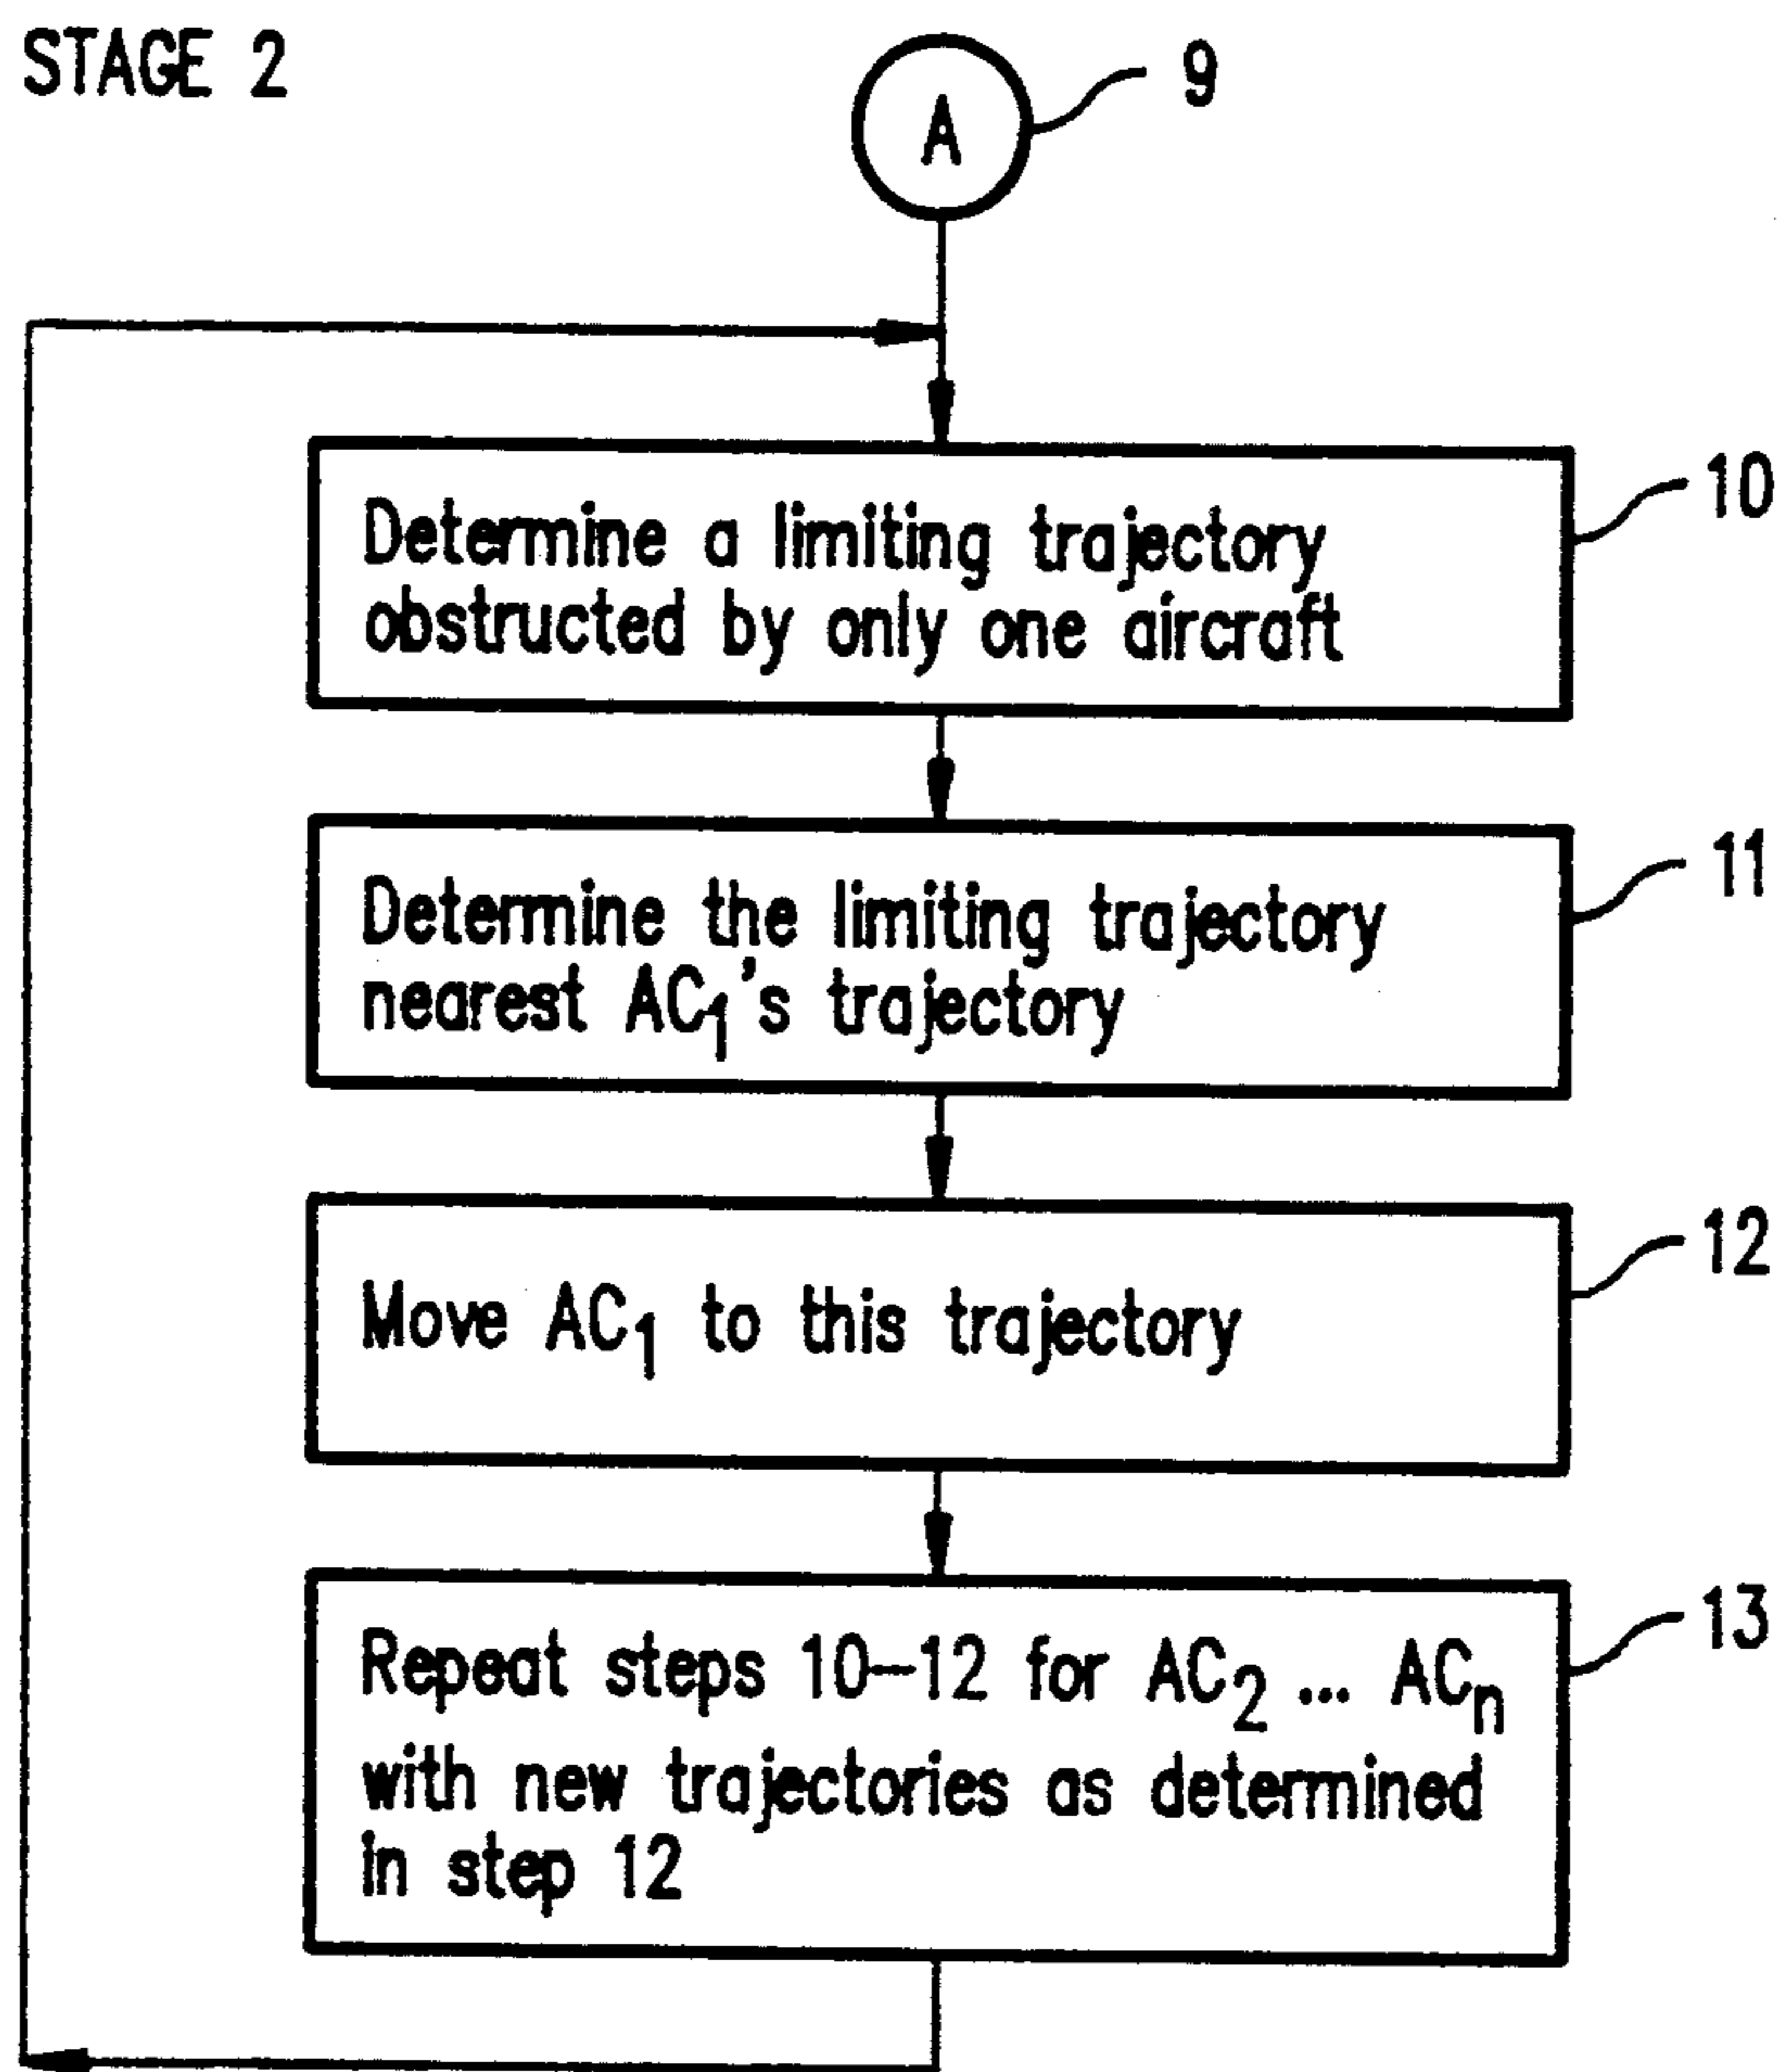 STAGE 2
A
9
10
Determine a limiting trajectory
obstructed by only one aircraft
11
Determine the limiting trajectory
nearest AC₁'s trajectory
12
Move AC₁ to this trajectory
13
Repeat steps 10–12 for AC₂ ... ACₙ
with new trajectories as determined
in step 12